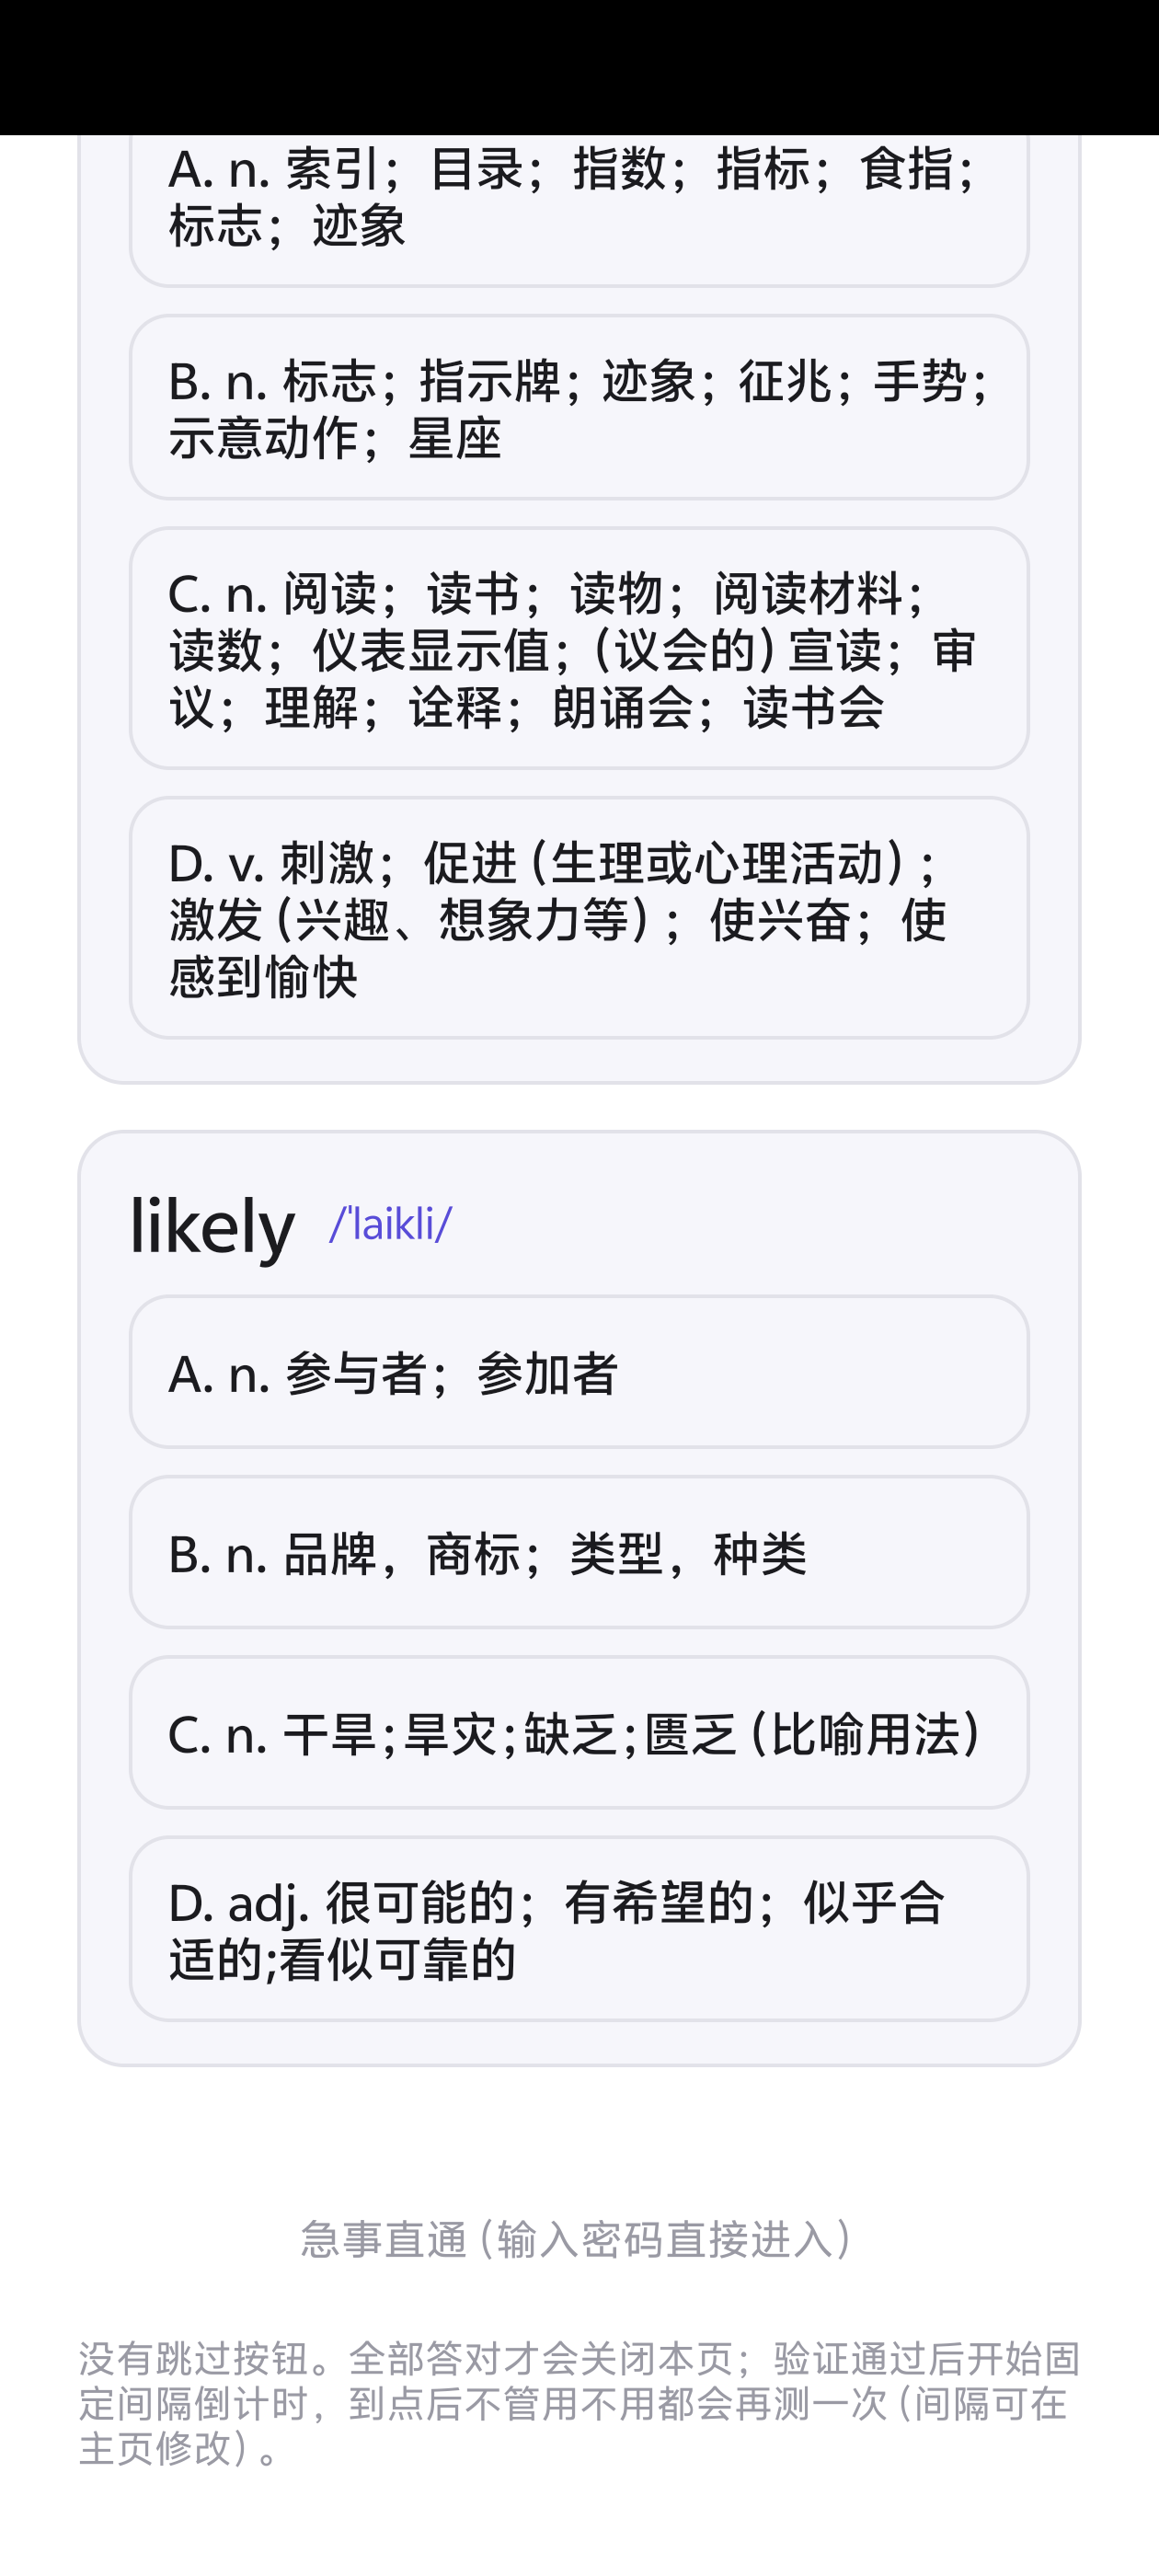 A. n. 索引；目录；指数；指标；食指；
标志；迹象
B. n. 标志；指示牌；迹象；征兆；手势；
示意动作；星座
C. n. 阅读；读书；读物；阅读材料；
读数；仪表显示值；(议会的) 宣读；审
议；理解；诠释；朗诵会；读书会
D. v. 刺激；促进 (生理或心理活动) ；
激发 (兴趣、想象力等) ；使兴奋；使
感到愉快
likely /ˈlaikli/
A. n. 参与者；参加者
B. n. 品牌，商标；类型，种类
C. n. 干旱;旱灾;缺乏;匮乏 (比喻用法)
D. adj. 很可能的；有希望的；似乎合
适的;看似可靠的
急事直通 (输入密码直接进入)
没有跳过按钮。全部答对才会关闭本页；验证通过后开始固
定间隔倒计时，到点后不管用不用都会再测一次 (间隔可在
主页修改) 。